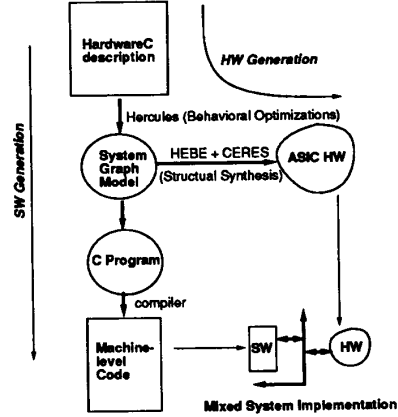 HardwareC
description
HW Generation
Hercules (Behavioral Optimizations)
SW Generation
System
Graph
Model
HEBE + CERES
(Structual Synthesis)
ASIC HW
C Program
compiler
Machine-
level
Code
SW
HW
Mixed System Implementation